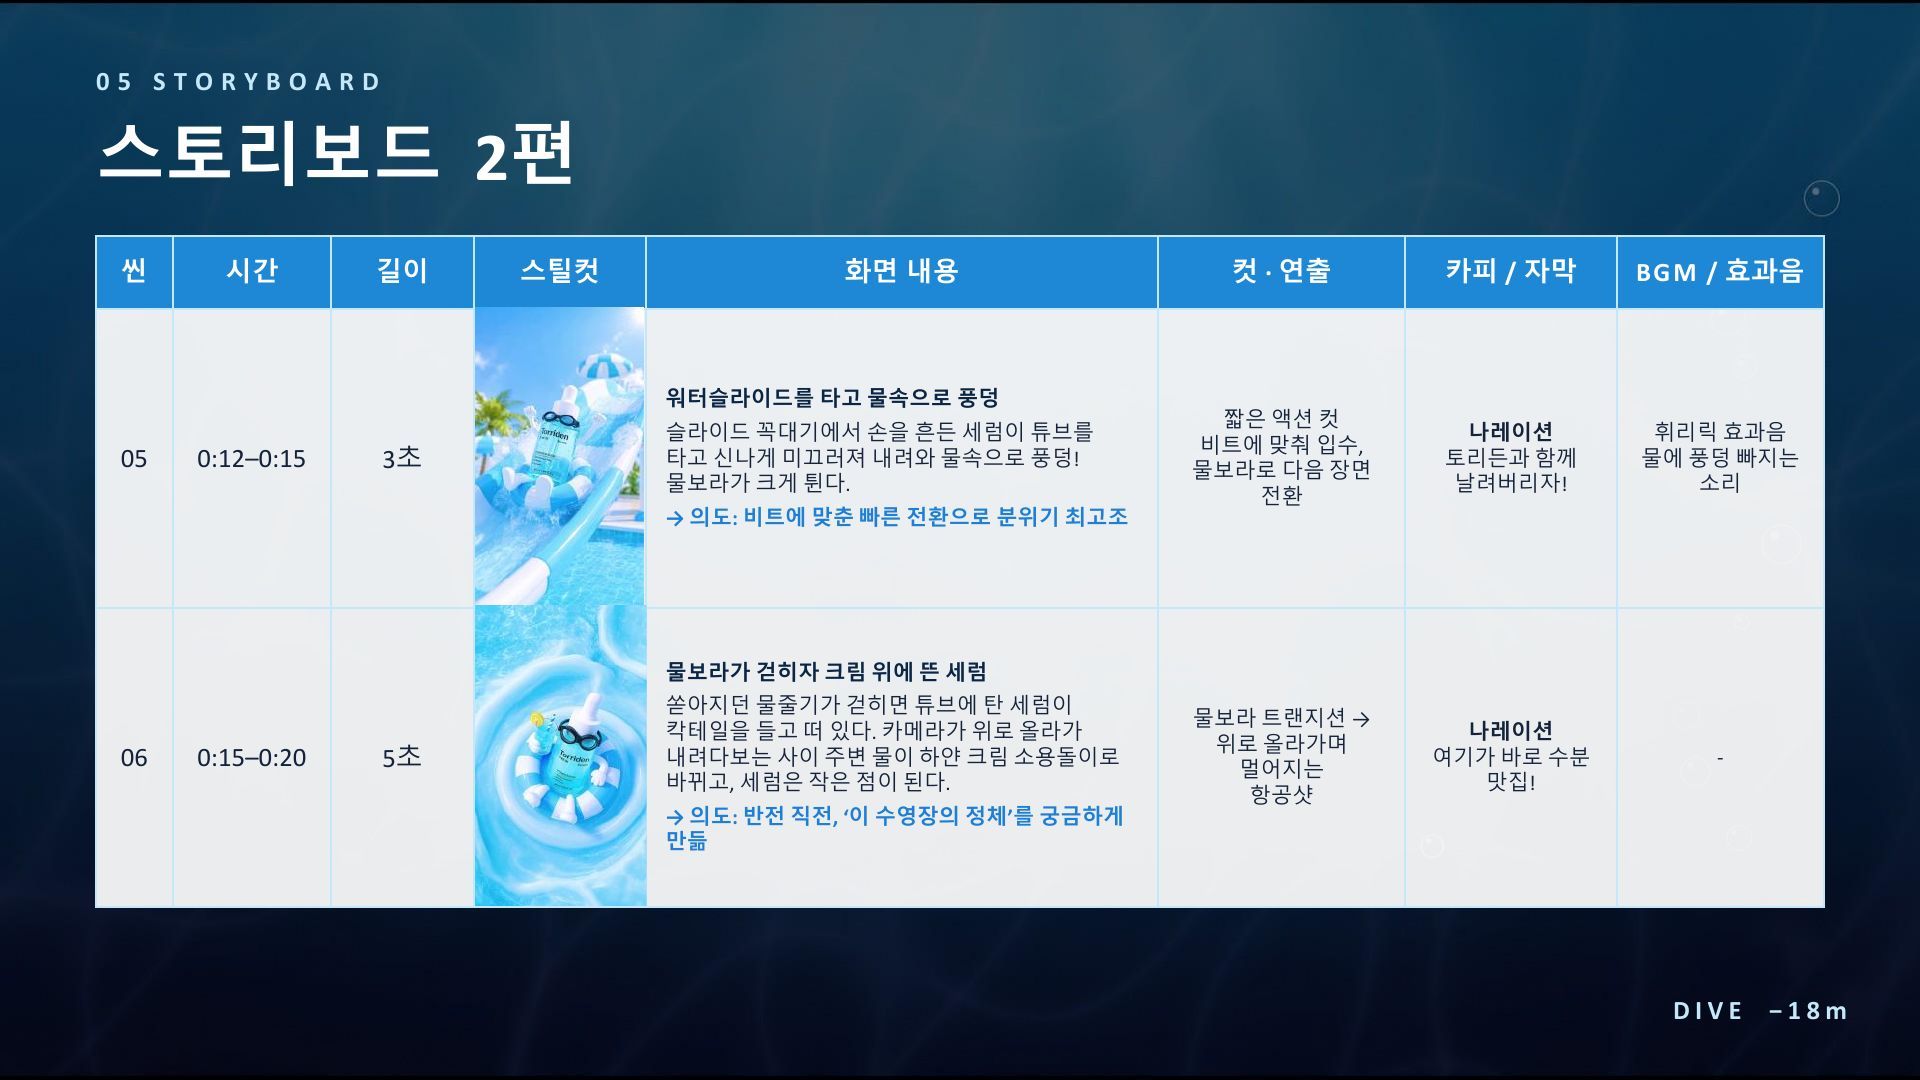 05 STORYBOARD
스토리보드 2편
씬
시간
길이
스틸컷
화면 내용
컷 · 연출
카피 / 자막
BGM / 효과음
05
0:12–0:15
3초
Torriden
워터슬라이드를 타고 물속으로 풍덩
슬라이드 꼭대기에서 손을 흔든 세럼이 튜브를
타고 신나게 미끄러져 내려와 물속으로 풍덩!
물보라가 크게 튄다.
→ 의도: 비트에 맞춘 빠른 전환으로 분위기 최고조
짧은 액션 컷
비트에 맞춰 입수,
물보라로 다음 장면
전환
나레이션
토리든과 함께
날려버리자!
휘리릭 효과음
물에 풍덩 빠지는
소리
06
0:15–0:20
5초
Torriden
물보라가 걷히자 크림 위에 뜬 세럼
쏟아지던 물줄기가 걷히면 튜브에 탄 세럼이
칵테일을 들고 떠 있다. 카메라가 위로 올라가
내려다보는 사이 주변 물이 하얀 크림 소용돌이로
바뀌고, 세럼은 작은 점이 된다.
→ 의도: 반전 직전, ‘이 수영장의 정체’를 궁금하게
만듦
물보라 트랜지션 →
위로 올라가며
멀어지는
항공샷
나레이션
여기가 바로 수분
맛집!
-
DIVE –18m